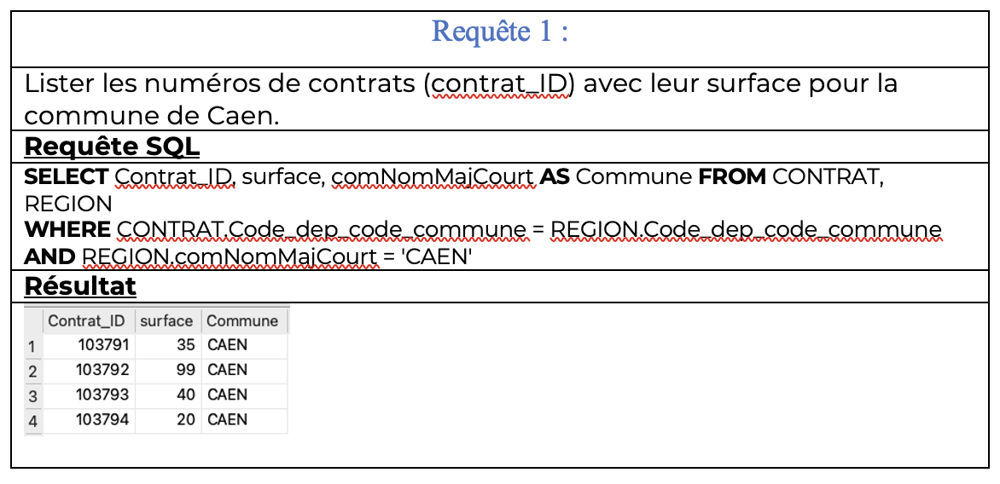 Requête 1 :
Lister les numéros de contrats (contrat_ID) avec leur surface pour la
commune de Caen.
Requête SQL
SELECT Contrat_ID, surface, comNomMajCourt AS Commune FROM CONTRAT,
REGION
WHERE CONTRAT.Code_dep_code_commune = REGION.Code_dep_code_commune
AND REGION.comNomMajCourt = 'CAEN'
Résultat
Contrat_ID surface Commune
1 103791 35 CAEN
2 103792 99 CAEN
3 103793 40 CAEN
4 103794 20 CAEN